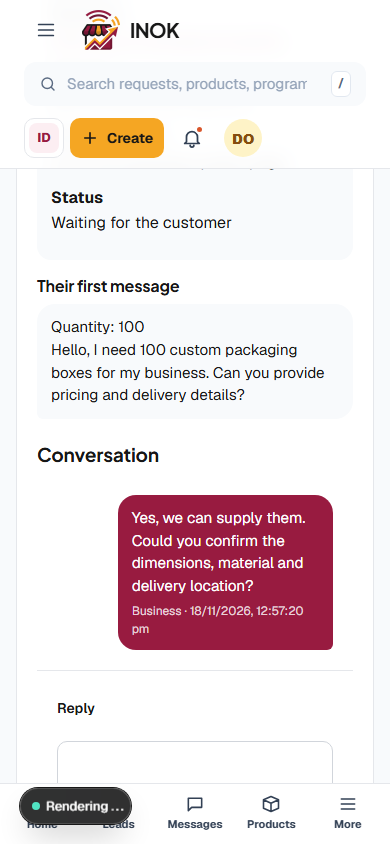 INOK
Search requests, products, program
/
ID
Create
DO
Status
Waiting for the customer
Their first message
Quantity: 100
Hello, I need 100 custom packaging
boxes for my business. Can you provide
pricing and delivery details?
Conversation
Yes, we can supply them.
Could you confirm the
dimensions, material and
delivery location?
Business · 18/11/2026, 12:57:20
pm
Reply
Rendering ...
Home
Leads
Messages
Products
More